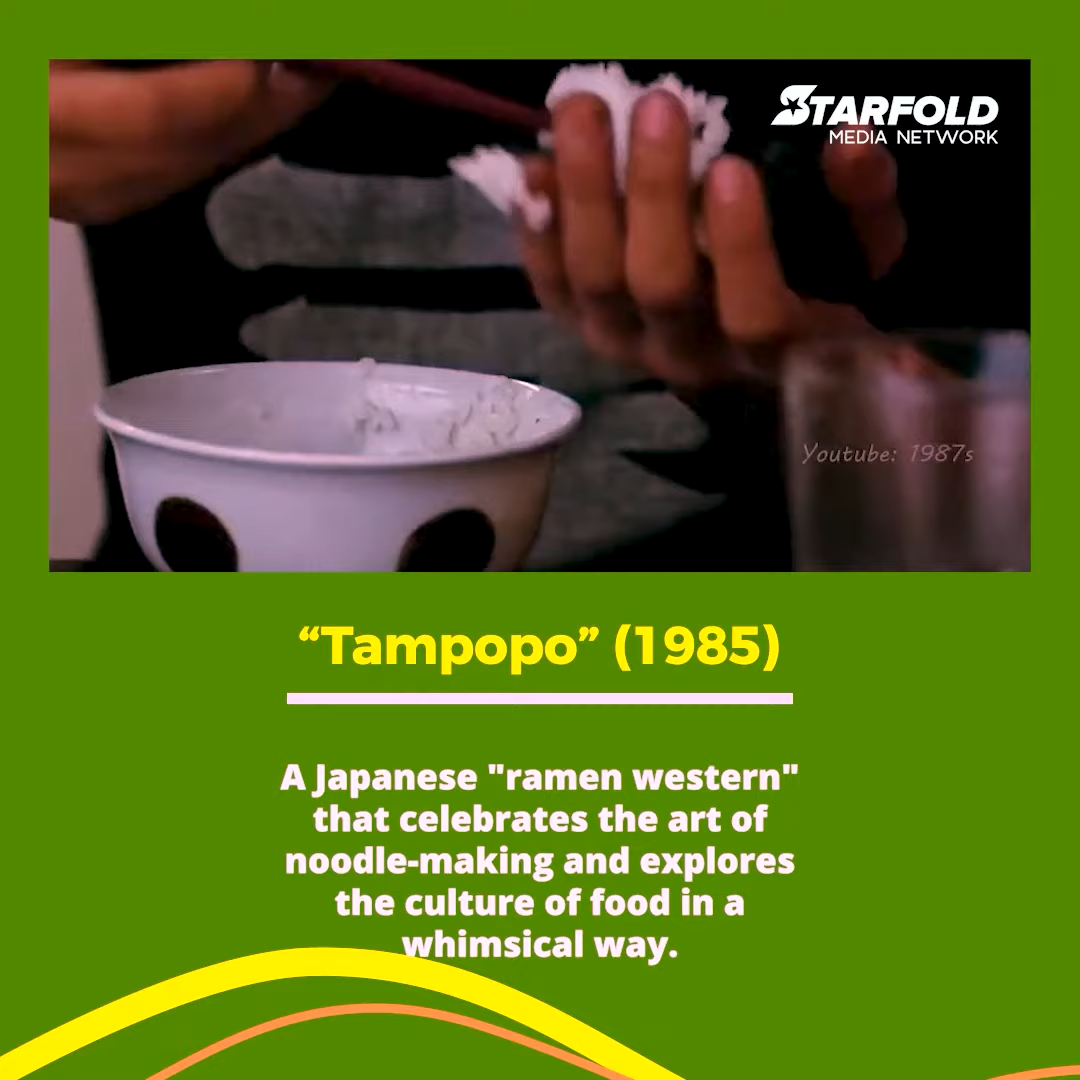 STARFOLD
MEDIA NETWORK
Youtube: 1987s
“Tampopo” (1985)
A Japanese "ramen western"
that celebrates the art of
noodle-making and explores
the culture of food in a
whimsical way.